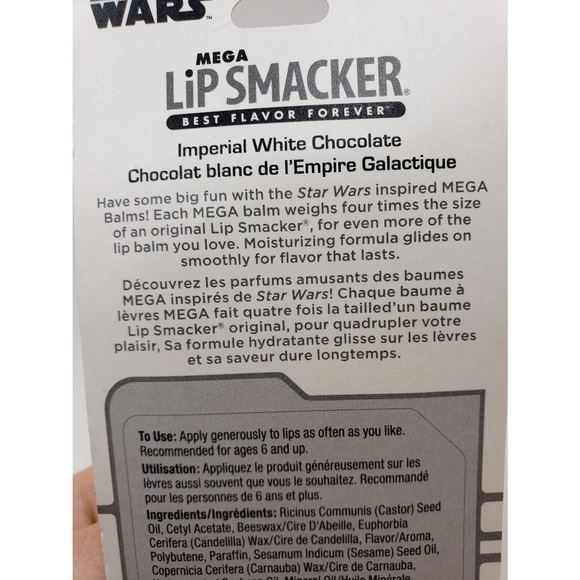 WARS™
MEGA
LiP SMACKER®
BEST FLAVOR FOREVER™
Imperial White Chocolate
Chocolat blanc de l'Empire Galactique
Have some big fun with the Star Wars inspired MEGA
Balms! Each MEGA balm weighs four times the size
of an original Lip Smacker®, for even more of the
lip balm you love. Moisturizing formula glides on
smoothly for flavor that lasts.
Découvrez les parfums amusants des baumes
MEGA inspirés de Star Wars! Chaque baume à
lèvres MEGA fait quatre fois la tailled'un baume
Lip Smacker® original, pour quadrupler votre
plaisir, Sa formule hydratante glisse sur les lèvres
et sa saveur dure longtemps.
To Use: Apply generously to lips as often as you like.
Recommended for ages 6 and up.
Utilisation: Appliquez le produit généreusement sur les
lèvres aussi souvent que vous le souhaitez. Recommandé
pour les personnes de 6 ans et plus.
Ingredients/Ingrédients: Ricinus Communis (Castor) Seed
Oil, Cetyl Acetate, Beeswax/Cire D'Abeille, Euphorbia
Cerifera (Candelilla) Wax/Cire de Candelilla, Flavor/Aroma,
Polybutene, Paraffin, Sesamum Indicum (Sesame) Seed Oil,
Copernicia Cerifera (Carnauba) Wax/Cire de Carnauba,
Mineral Oil/Huile Minérale